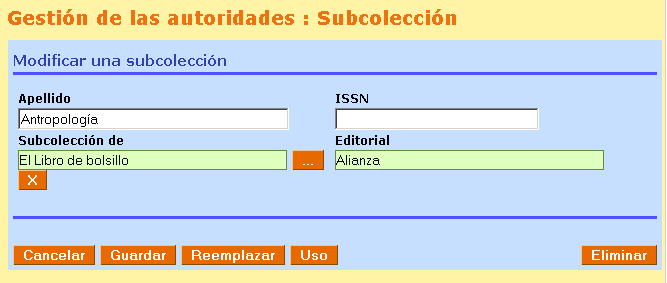 Gestión de las autoridades : Subcolección
Modificar una subcolección
Apellido ISSN
Antropología
Subcolección de Editorial
El Libro de bolsillo ... Alianza
X
Cancelar Guardar Reemplazar Uso Eliminar